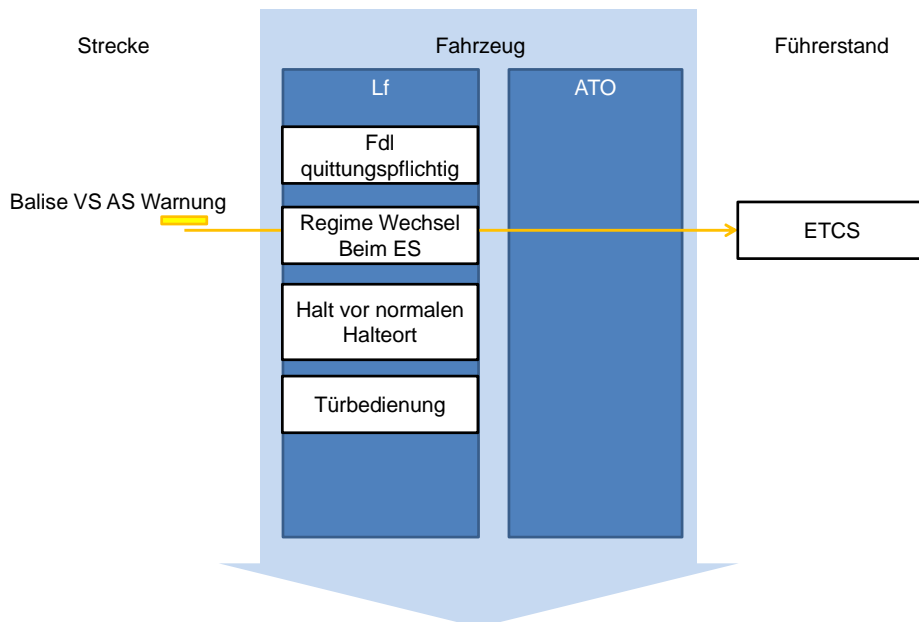 Strecke
Fahrzeug
Führerstand
Lf
ATO
Fdl
quittungspflichtig
Balise VS AS Warnung
Regime Wechsel
Beim ES
ETCS
Halt vor normalen
Halteort
Türbedienung